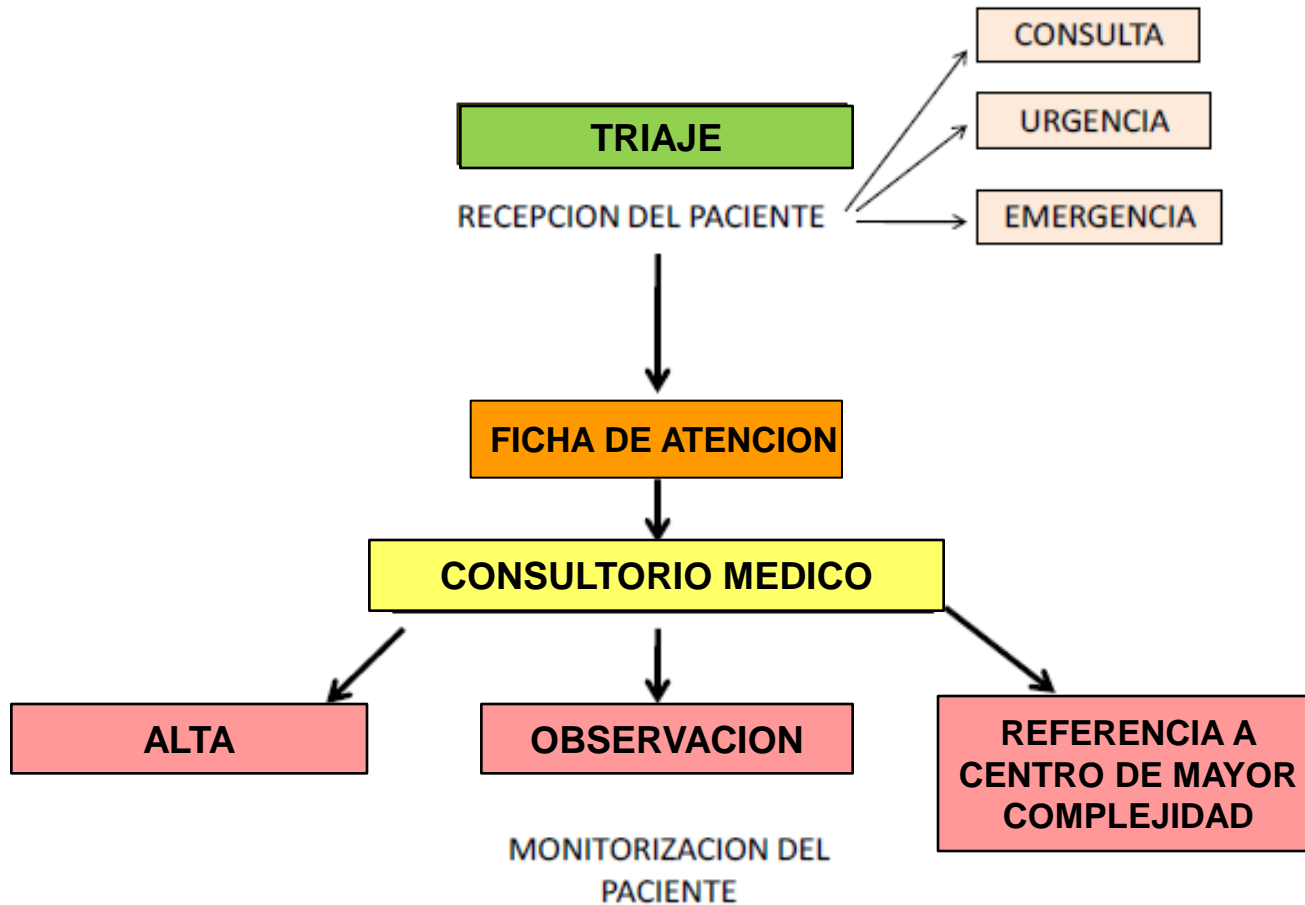 CONSULTA
TRIAJE
URGENCIA
RECEPCION DEL PACIENTE
EMERGENCIA
FICHA DE ATENCION
CONSULTORIO MEDICO
ALTA
OBSERVACION
REFERENCIA A
CENTRO DE MAYOR
COMPLEJIDAD
MONITORIZACION DEL
PACIENTE